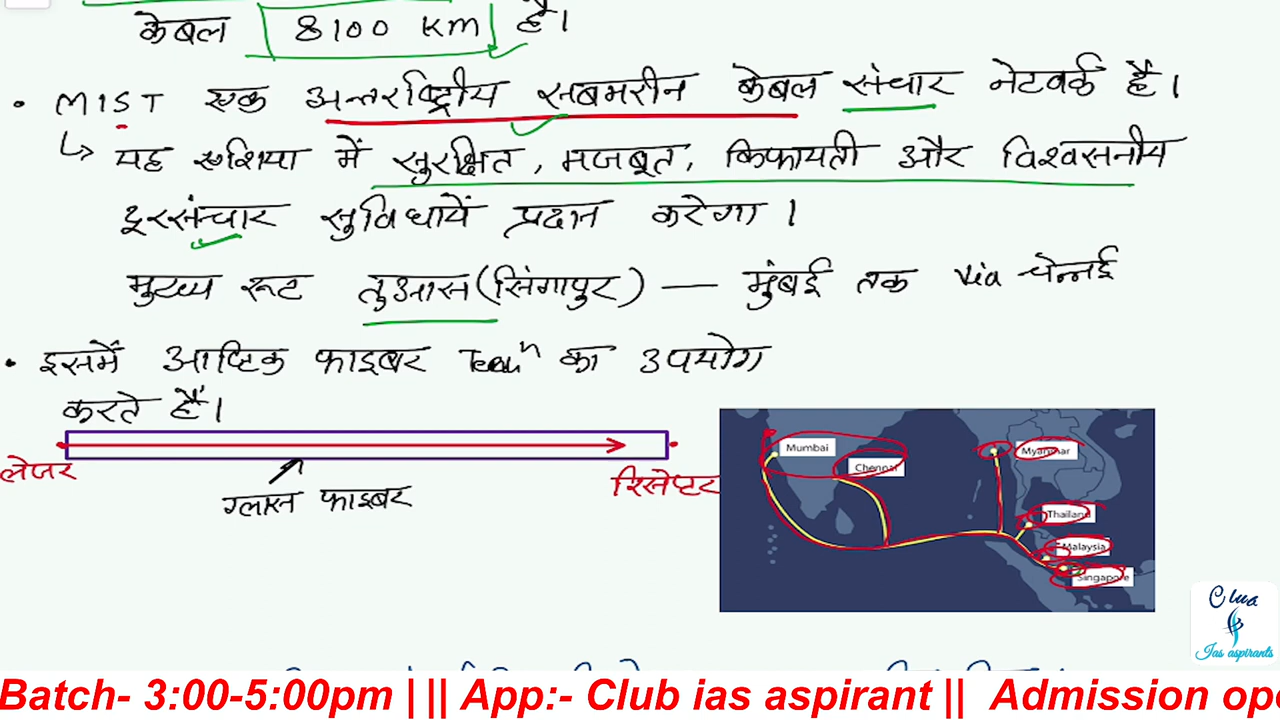 केबल 8100 KM है।
• MIST एक अन्तर्राष्ट्रीय सबमरीन केबल संचार नेटवर्क है।
↳ यह एशिया में सुरक्षित, मजबूत, किफायती और विश्वसनीय
दूरसंचार सुविधायें प्रदान करेगा।
मुख्य रूट तुआस (सिंगापुर) — मुंबई तक via चेन्नई
• इसमें आप्टिक फाइबर Techn का उपयोग
करते हैं।
लेजर
रिसेप्टर
ग्लास फाइबर
Mumbai
Chennai
Myanmar
Thailand
Malaysia
Singapore
Club
Ias aspirants
Batch- 3:00-5:00pm | || App:- Club ias aspirant || Admission ope